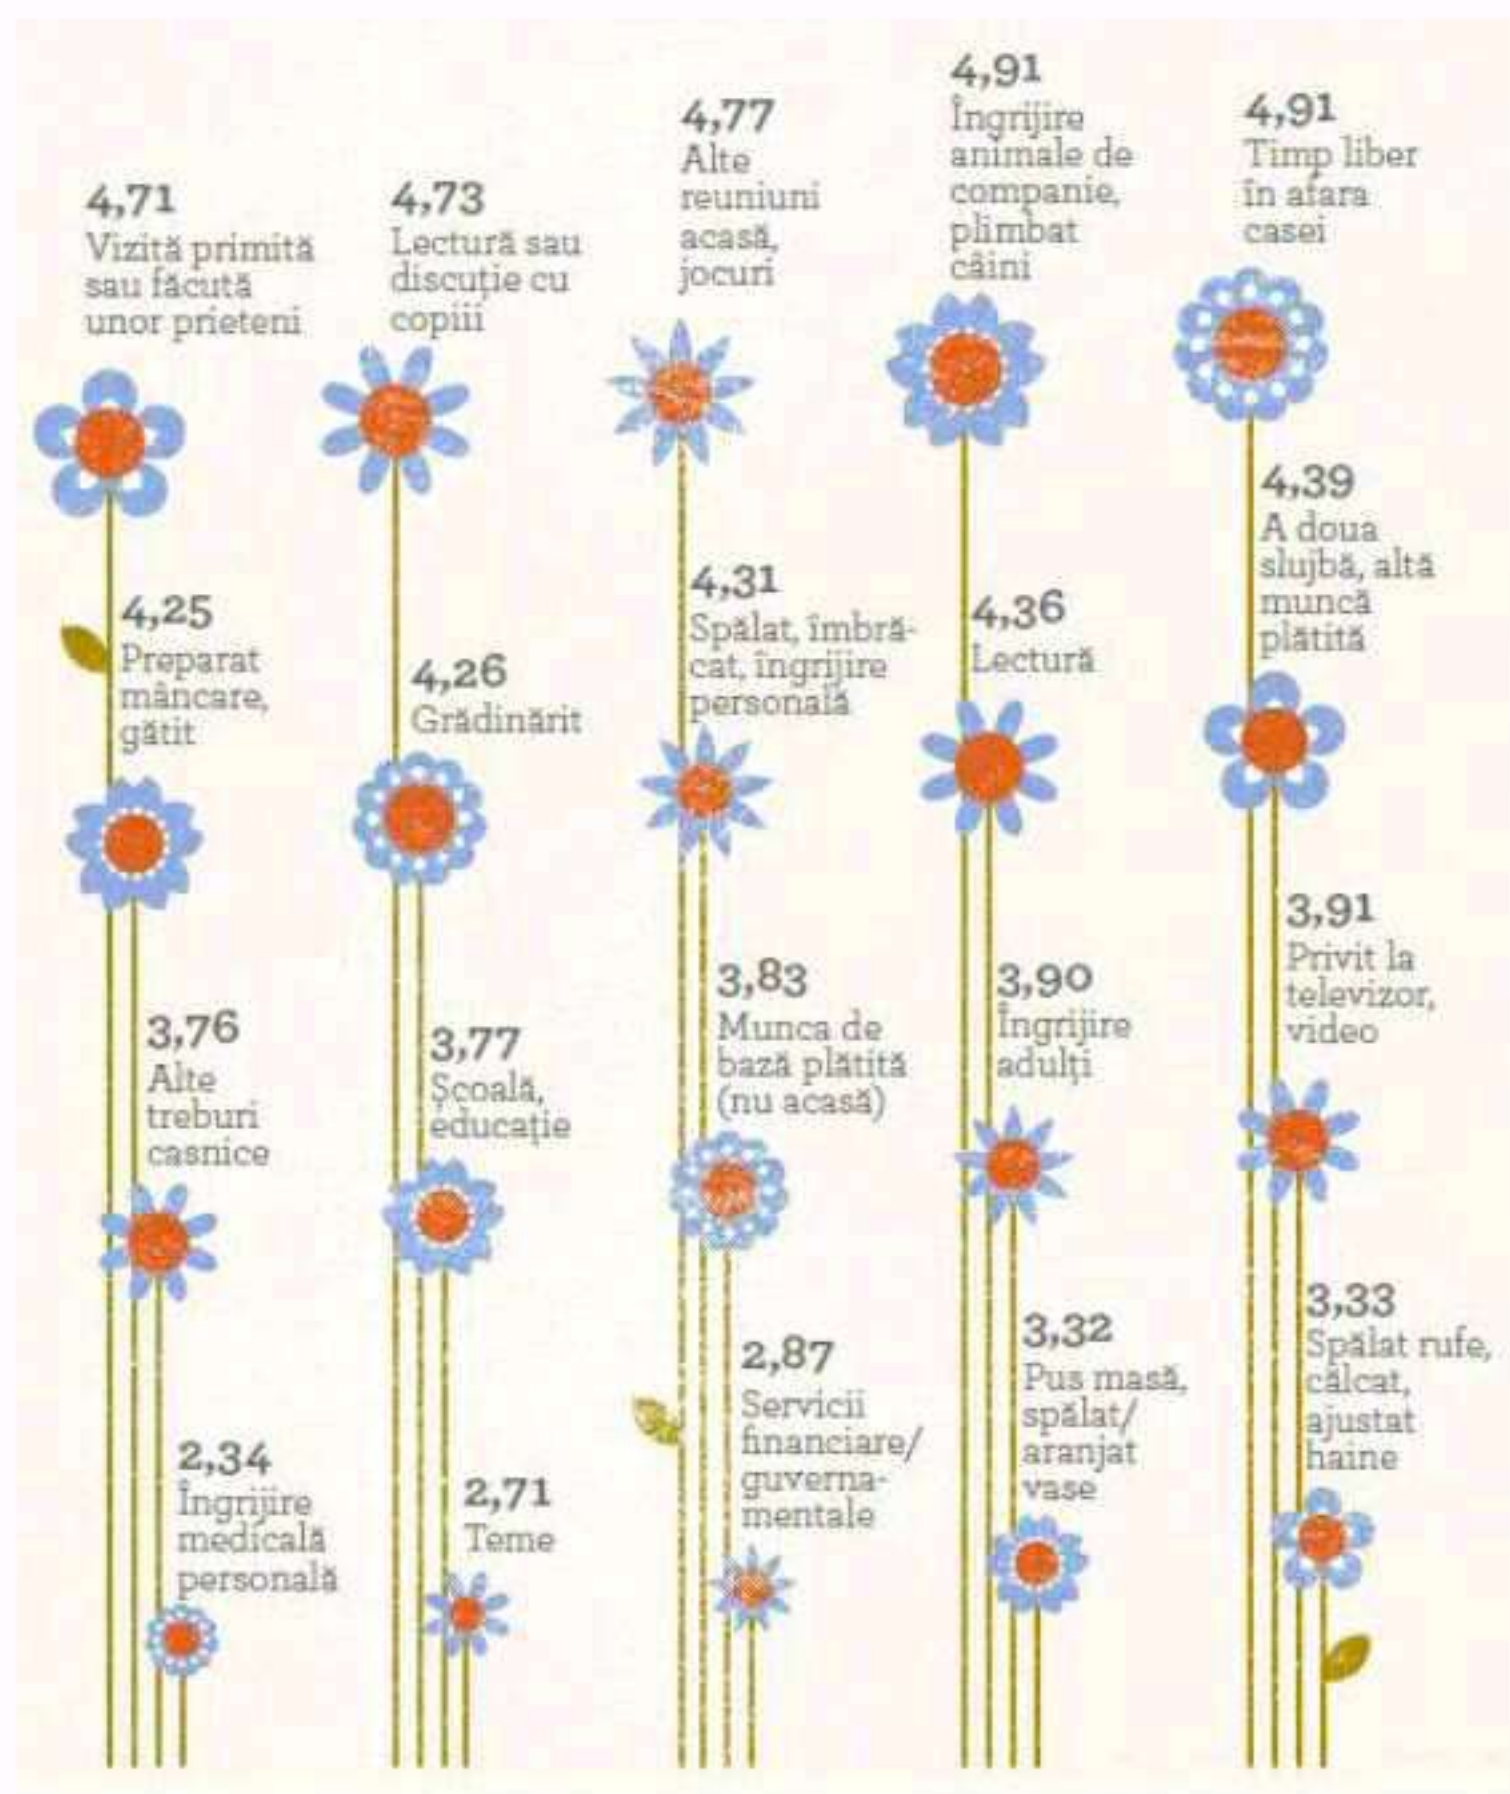 4,71
Vizită primită
sau făcută
unor prieteni
4,73
Lectură sau
discuție cu
copiii
4,77
Alte
reuniuni
acasă,
jocuri
4,91
Îngrijire
animale de
companie,
plimbat
câini
4,91
Timp liber
în afara
casei
4,25
Preparat
mâncare,
gătit
4,26
Grădinărit
4,31
Spălat, îmbră-
cat, îngrijire
personală
4,36
Lectură
4,39
A doua
slujbă, altă
muncă
plătită
3,76
Alte
treburi
casnice
3,77
Școală,
educație
3,83
Munca de
bază plătită
(nu acasă)
3,90
Îngrijire
adulți
3,91
Privit la
televizor,
video
2,34
Îngrijire
medicală
personală
2,71
Teme
2,87
Servicii
financiare/
guverna-
mentale
3,32
Pus masă,
spălat/
aranjat
vase
3,33
Spălat rufe,
călcat,
ajustat
haine